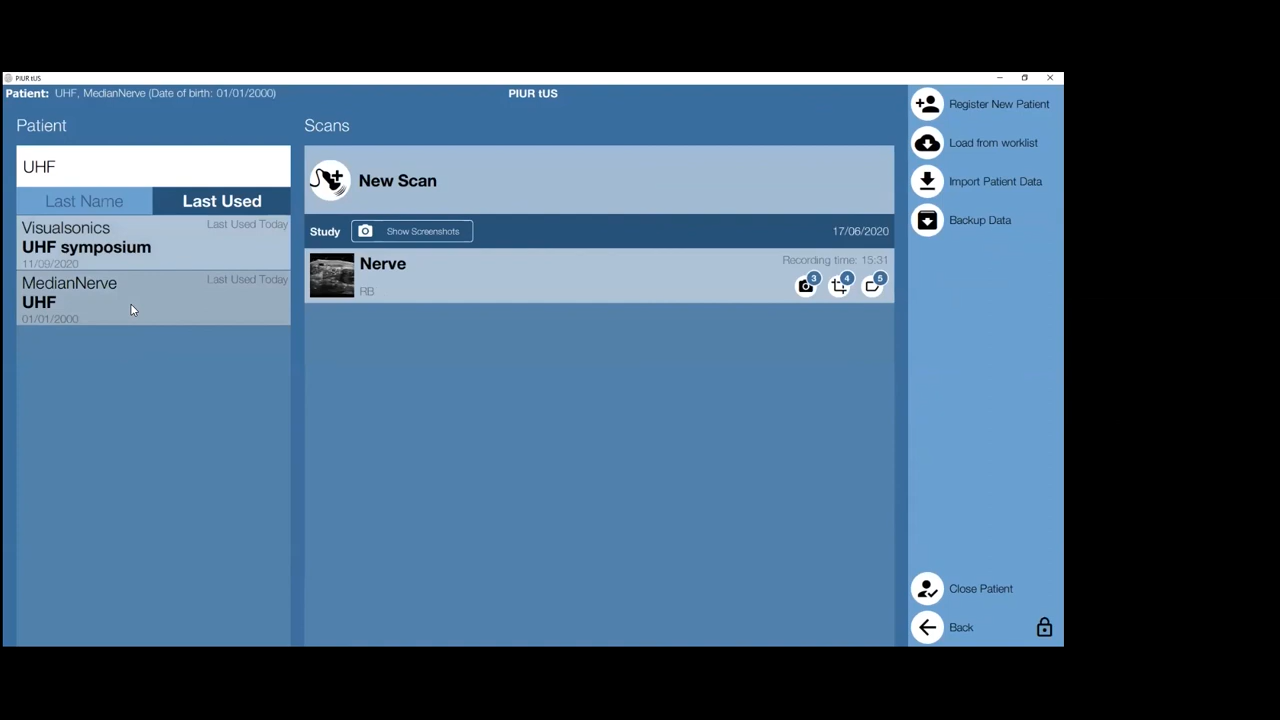 PIUR tUS
Patient: UHF, MedianNerve (Date of birth: 01/01/2000)
PIUR tUS
Patient
UHF
Last Name
Last Used
Visualsonics
Last Used Today
UHF symposium
11/09/2020
MedianNerve
Last Used Today
UHF
01/01/2000
Scans
New Scan
Study
Show Screenshots
17/06/2020
Nerve
Recording time: 15:31
RB
3
4
5
Register New Patient
Load from worklist
Import Patient Data
Backup Data
Close Patient
Back